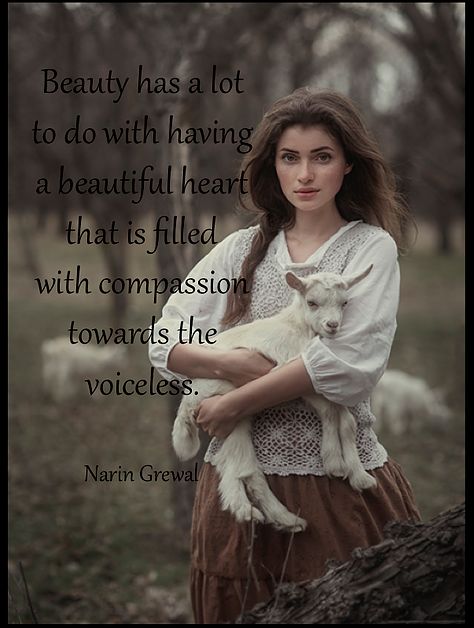 Beauty has a lot
to do with having
a beautiful heart
that is filled
with compassion
towards the
voiceless.
Narin Grewal